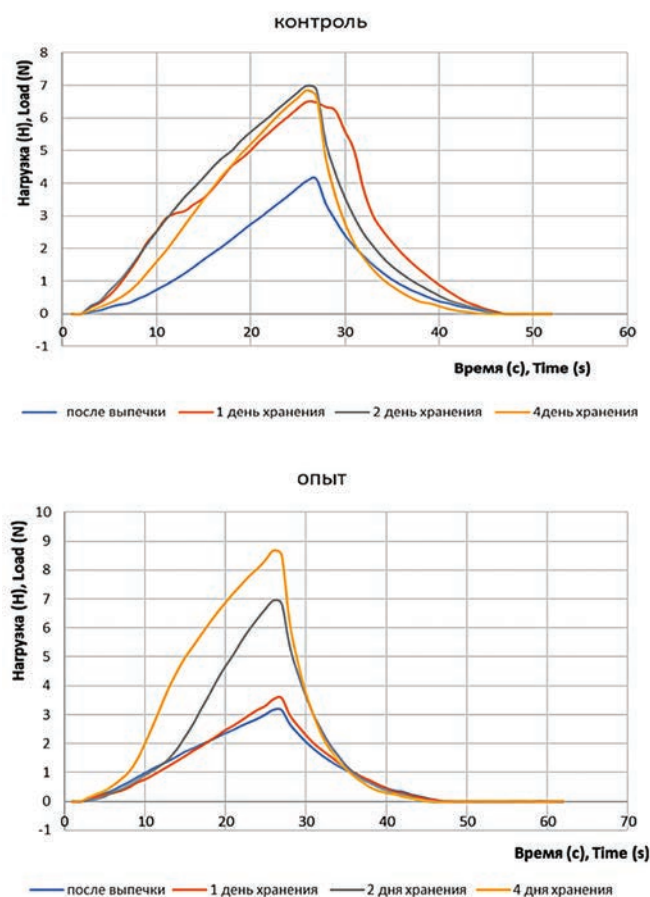 контроль
Нагрузка (Н), Load (N)
8
7
6
5
4
3
2
1
0
-1
0 10 20 30 40 50 60
Время (с), Time (s)
после выпечки 1 день хранения 2 день хранения 4день хранения
опыт
Нагрузка (Н), Load (N)
10
9
8
7
6
5
4
3
2
1
0
-1
0 10 20 30 40 50 60 70
Время (с), Time (s)
после выпечки 1 день хранения 2 дня хранения 4 дня хранения